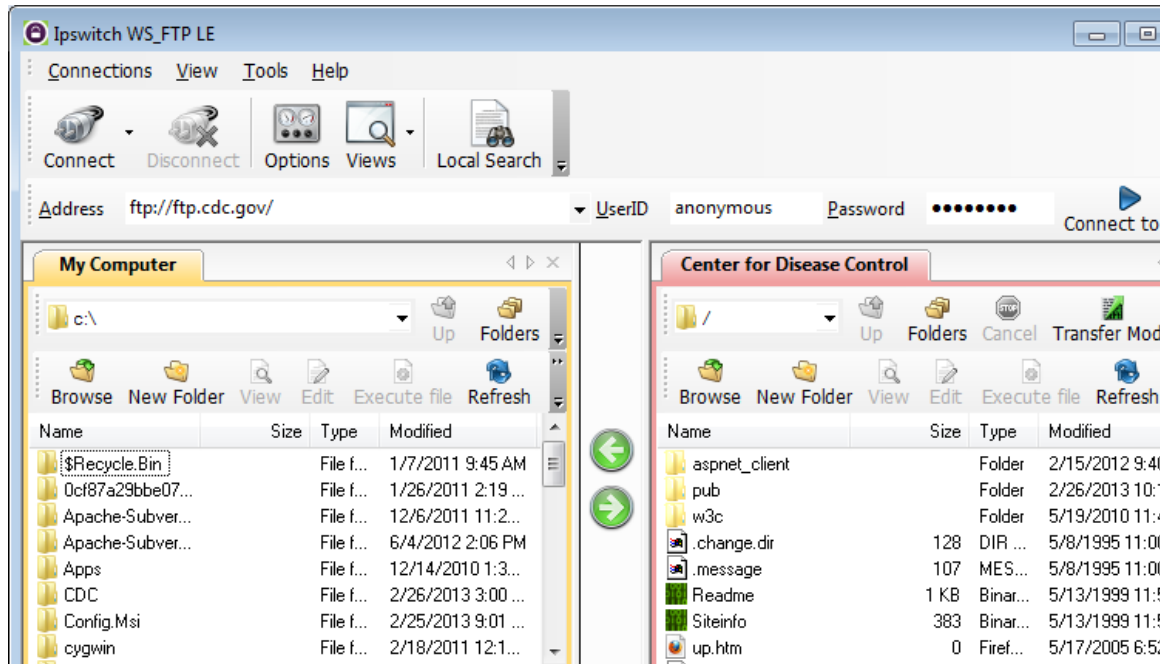 Ipswitch WS_FTP LE
Connections View Tools Help
Connect Disconnect Options Views Local Search
Address ftp://ftp.cdc.gov/ UserID anonymous Password •••••••• Connect to
My Computer
c:\ Up Folders
Browse New Folder View Edit Execute file Refresh
Name Size Type Modified
$Recycle.Bin File f... 1/7/2011 9:45 AM
0cf87a29bbe07... File f... 1/26/2011 2:19 ...
Apache-Subver... File f... 12/6/2011 11:2...
Apache-Subver... File f... 6/4/2012 2:06 PM
Apps File f... 12/14/2010 1:3...
CDC File f... 2/26/2013 3:00 ...
Config.Msi File f... 2/25/2013 9:01 ...
cygwin File f... 2/18/2011 12:1...
Center for Disease Control
/ Up Folders Cancel Transfer Mod
Browse New Folder View Edit Execute file Refresh
Name Size Type Modified
aspnet_client Folder 2/15/2012 9:4
pub Folder 2/26/2013 10:
w3c Folder 5/19/2010 11:4
.change.dir 128 DIR ... 5/8/1995 11:0
.message 107 MES... 5/8/1995 11:0
Readme 1 KB Binar... 5/13/1999 11:5
Siteinfo 383 Binar... 5/13/1999 11:5
up.htm 0 Firef... 5/17/2005 6:5